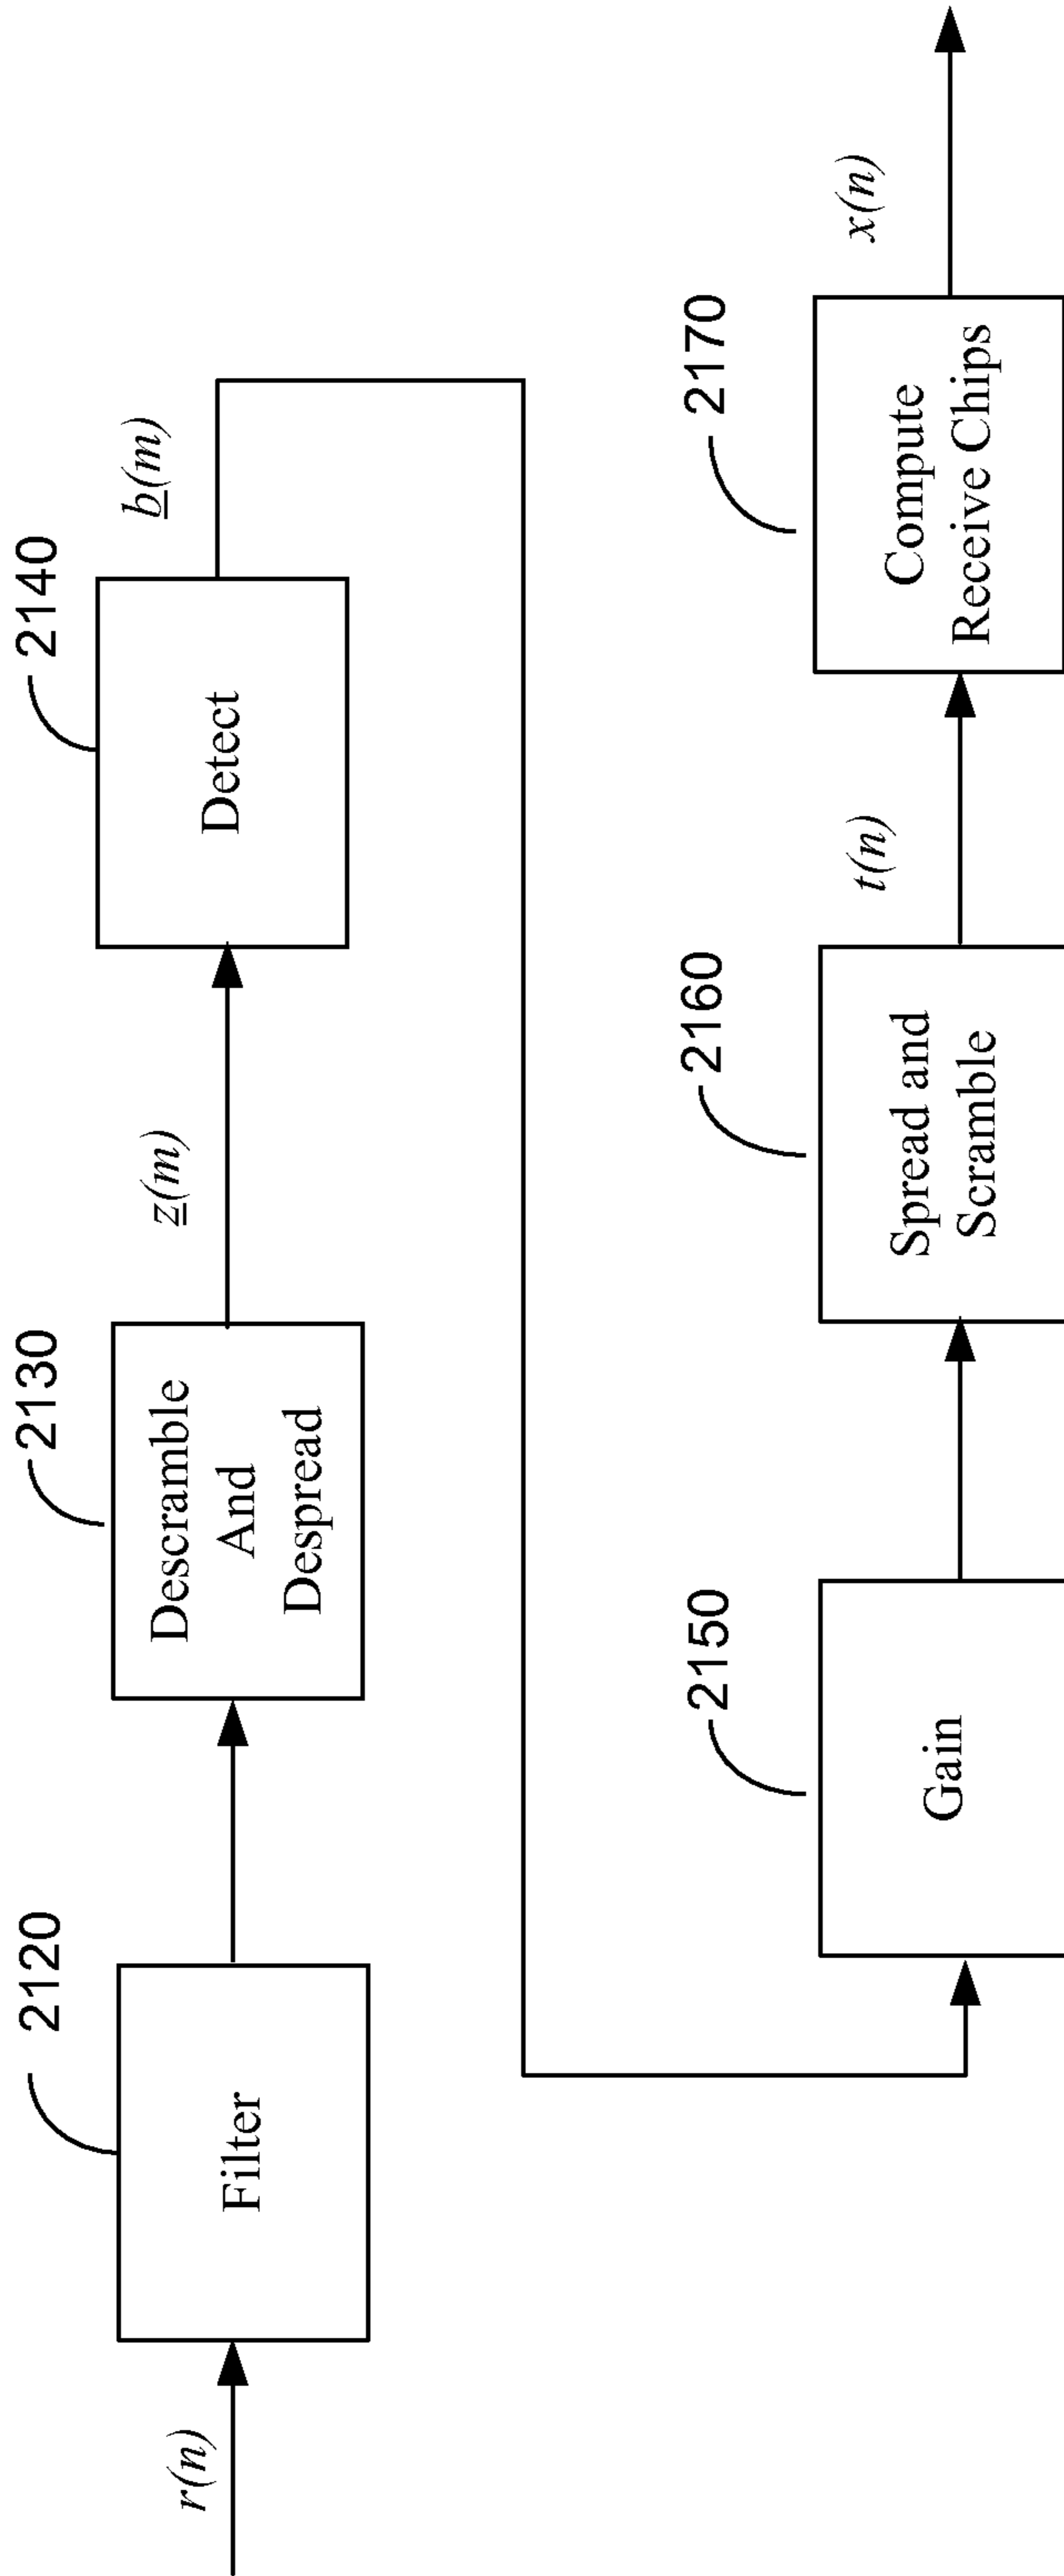 2120
2130
2140
r(n)
Filter
Descramble
And
Despread
z(m)
Detect
b(m)
2150
2160
2170
Gain
Spread and
Scramble
t(n)
Compute
Receive Chips
x(n)